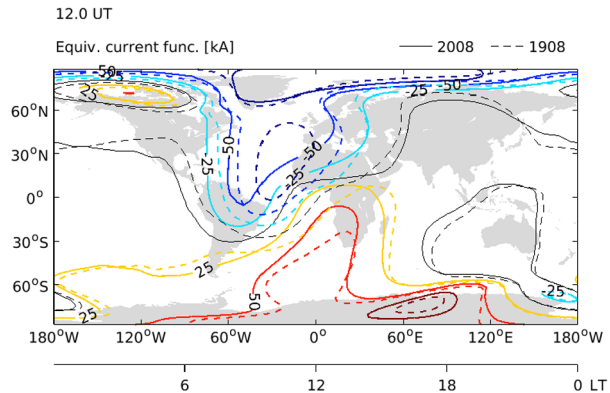 12.0 UT
Equiv. current func. [kA] 2008 1908
-50 -25 -25 -50
25
60°N
-25 -50 -50
30°N
-25
0°
30°S
25
60°S 50 -25
25
180°W 120°W 60°W 0° 60°E 120°E 180°W
6 12 18 0 LT